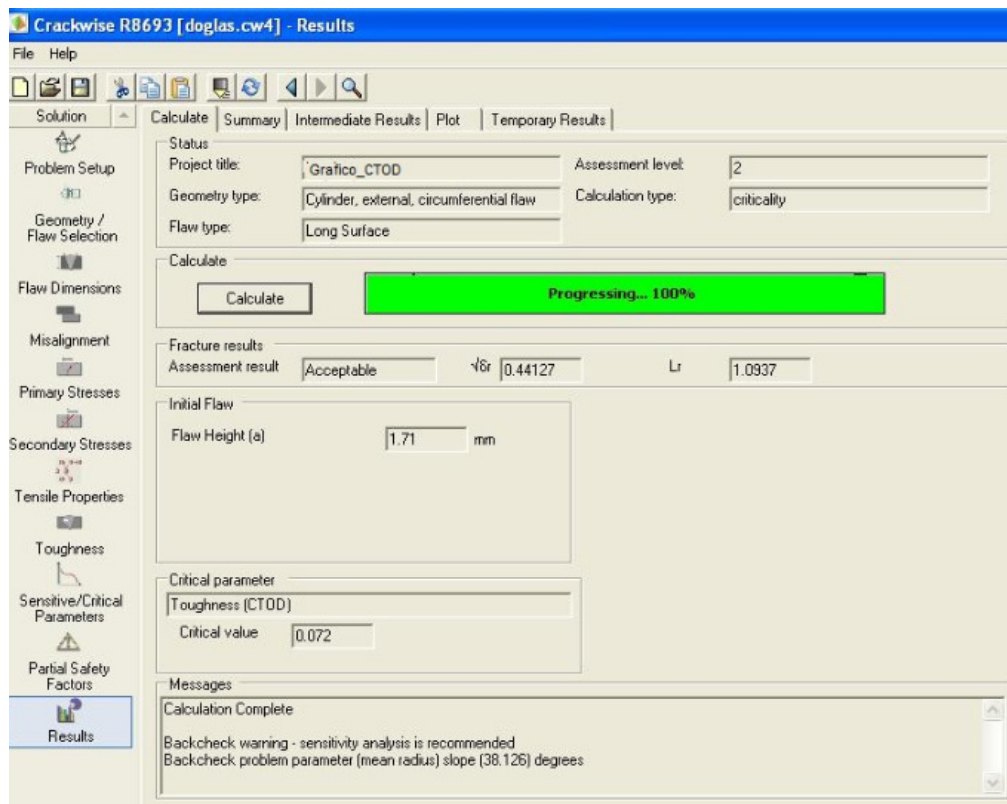 Crackwise R8693 [doglas.cw4] - Results
File Help
Solution
Problem Setup
Geometry /
Flaw Selection
Flaw Dimensions
Misalignment
Primary Stresses
Secondary Stresses
Tensile Properties
Toughness
Sensitive/Critical
Parameters
Partial Safety
Factors
Results
Calculate Summary Intermediate Results Plot Temporary Results
Status
Project title: Grafico_CTOD Assessment level: 2
Geometry type: Cylinder, external, circumferential flaw Calculation type: criticality
Flaw type: Long Surface
Calculate
Calculate Progressing... 100%
Fracture results
Assessment result Acceptable √δr 0.44127 Lr 1.0937
Initial Flaw
Flaw Height (a) 1.71 mm
Critical parameter
Toughness (CTOD)
Critical value 0.072
Messages
Calculation Complete
Backcheck warning - sensitivity analysis is recommended
Backcheck problem parameter (mean radius) slope (38.126) degrees